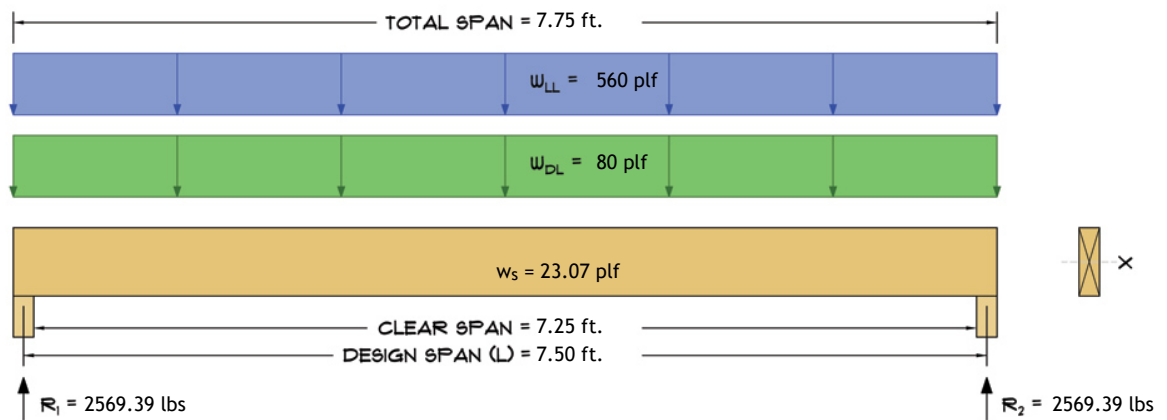 TOTAL SPAN = 7.75 ft.
WLL = 560 plf
WDL = 80 plf
ws = 23.07 plf
X
CLEAR SPAN = 7.25 ft.
DESIGN SPAN (L) = 7.50 ft.
R1 = 2569.39 lbs
R2 = 2569.39 lbs